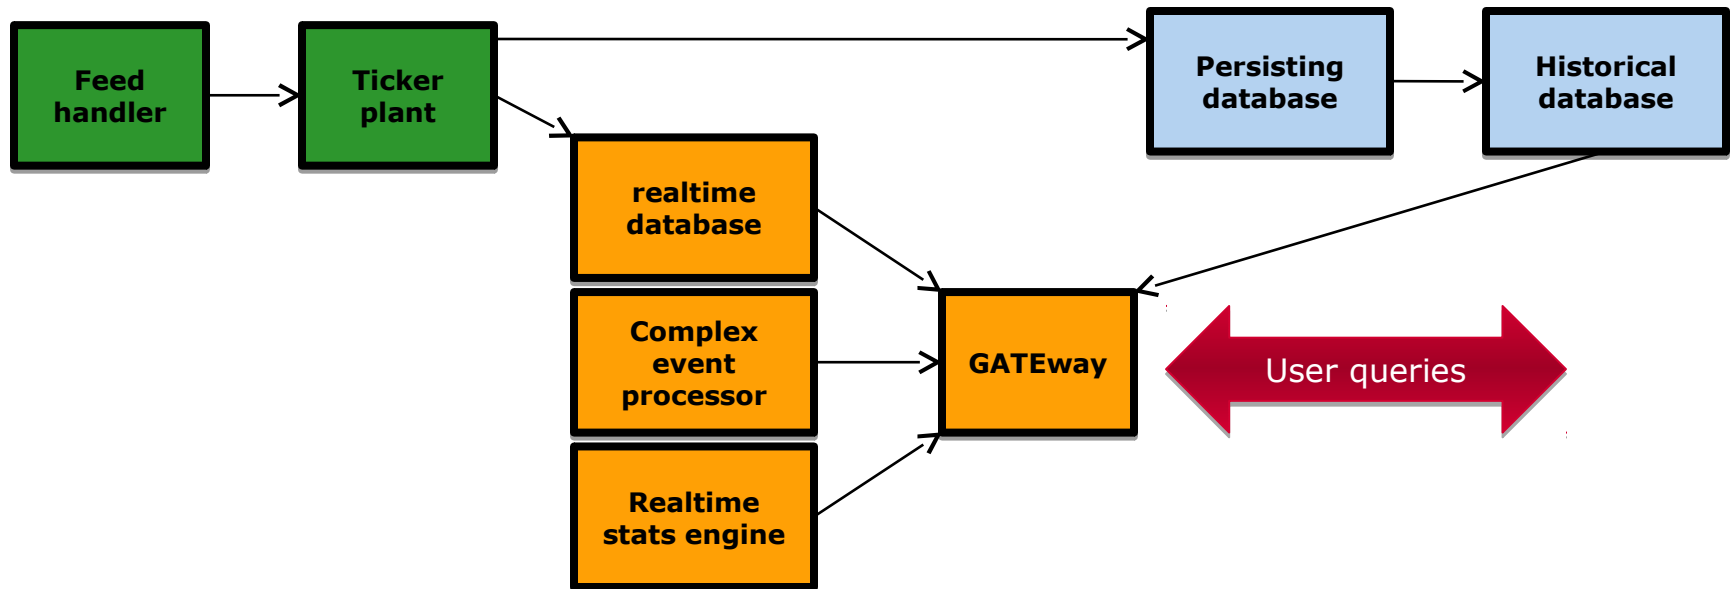 Feed
handler
Ticker
plant
Persisting
database
Historical
database
realtime
database
Complex
event
processor
GATEway
User queries
Realtime
stats engine